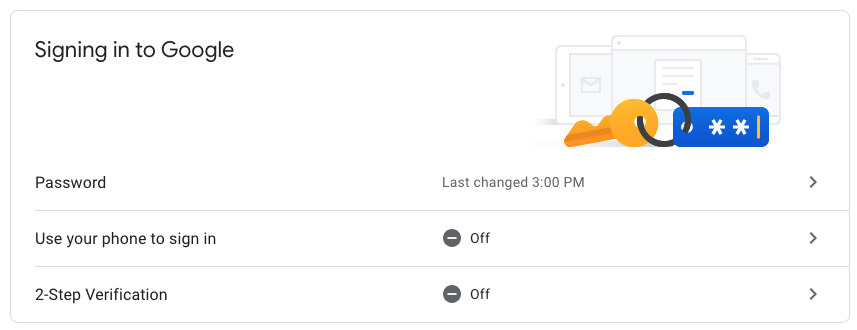 Signing in to Google
* *
Password Last changed 3:00 PM
Use your phone to sign in Off
2-Step Verification Off